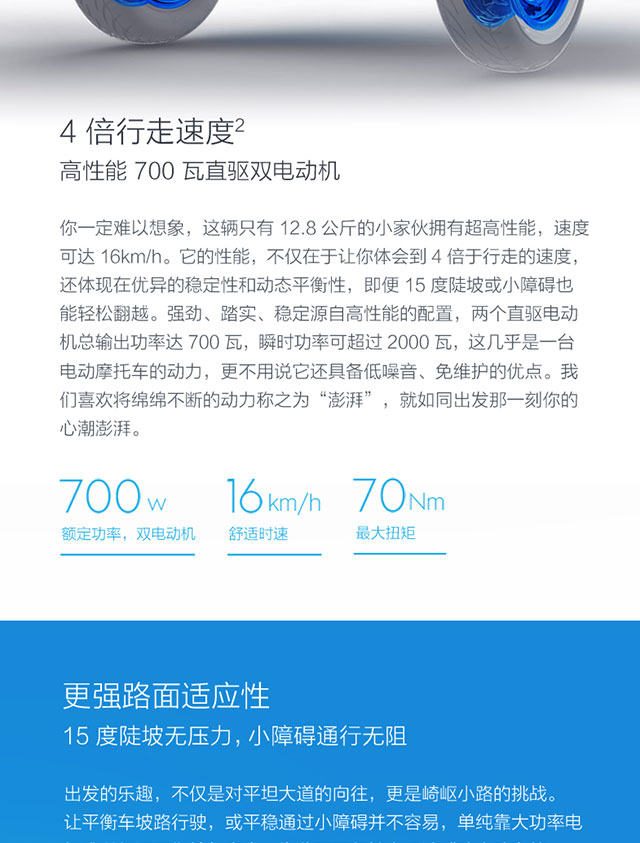 4 倍行走速度2
高性能 700 瓦直驱双电动机
你一定难以想象，这辆只有 12.8 公斤的小家伙拥有超高性能，速度
可达 16km/h。它的性能，不仅在于让你体会到 4 倍于行走的速度，
还体现在优异的稳定性和动态平衡性，即便 15 度陡坡或小障碍也
能轻松翻越。强劲、踏实、稳定源自高性能的配置，两个直驱电动
机总输出功率达 700 瓦，瞬时功率可超过 2000 瓦，这几乎是一台
电动摩托车的动力，更不用说它还具备低噪音、免维护的优点。我
们喜欢将绵绵不断的动力称之为“澎湃”，就如同出发那一刻你的
心潮澎湃。
700 w 16 km/h 70 Nm
额定功率，双电动机 舒适时速 最大扭矩
更强路面适应性
15 度陡坡无压力，小障碍通行无阻
出发的乐趣，不仅是对平坦大道的向往，更是崎岖小路的挑战。
让平衡车坡路行驶，或平稳通过小障碍并不容易，单纯靠大功率电